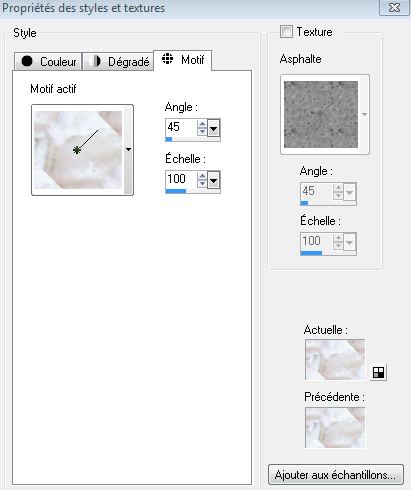 Propriétés des styles et textures
Style
Couleur
Dégradé
Motif
Motif actif
Angle :
45
Échelle :
100
Texture
Asphalte
Angle :
45
Échelle :
100
Actuelle :
Précédente :
Ajouter aux échantillons...